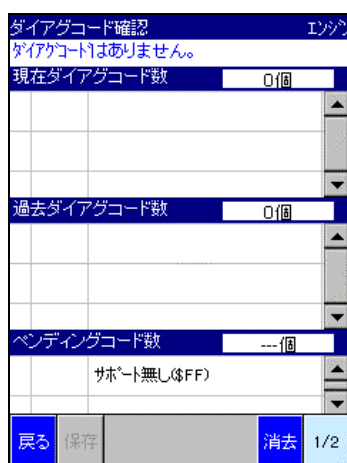 ダイアグコード確認 エンジン
ダイアグコードはありません。
現在ダイアグコード数 0個
過去ダイアグコード数 0個
ペンディングコード数 ---個
サポート無し($FF)
戻る 保存 消去 1/2